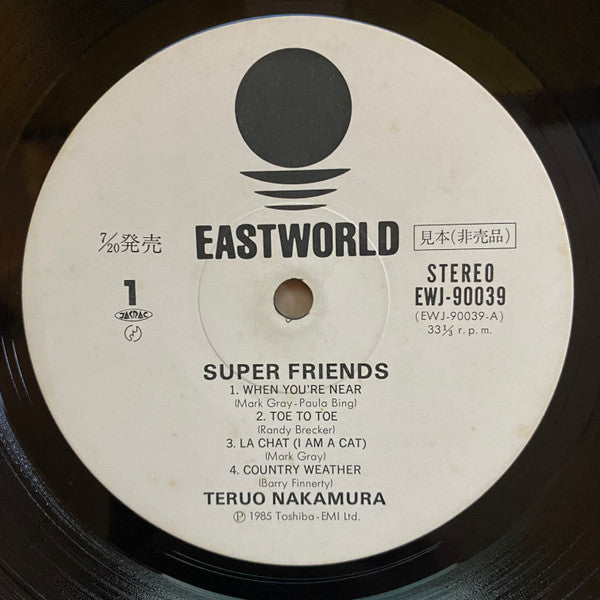 7/20発売
EASTWORLD
見本(非売品)
1
JASRAC
STEREO
EWJ-90039
(EWJ-90039-A)
33⅓ r.p.m.
SUPER FRIENDS
1. WHEN YOU'RE NEAR
(Mark Gray-Paula Bing)
2. TOE TO TOE
(Randy Brecker)
3. LA CHAT (I AM A CAT)
(Mark Gray)
4. COUNTRY WEATHER
(Barry Finnerty)
TERUO NAKAMURA
Ⓟ 1985 Toshiba-EMI Ltd.